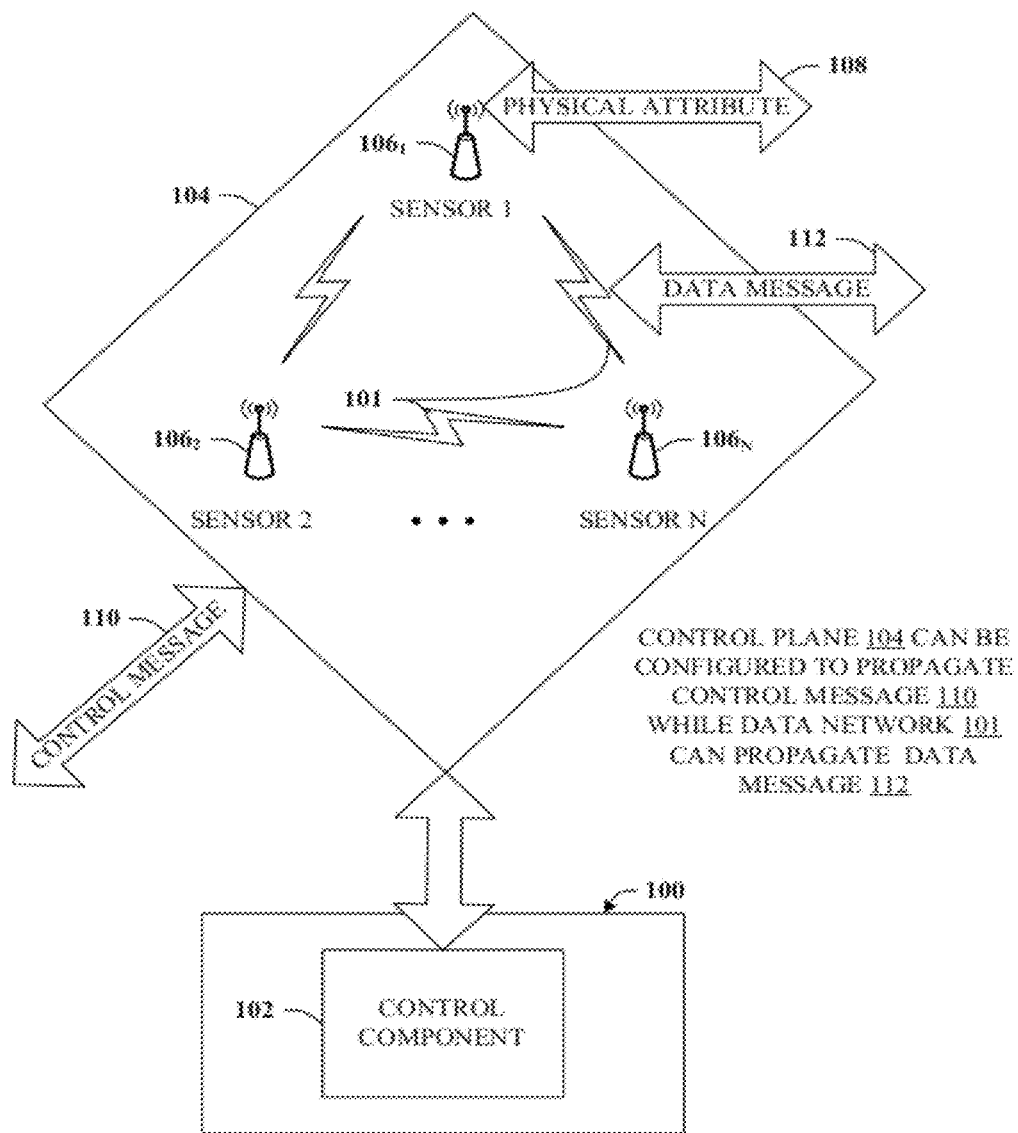 108
PHYSICAL ATTRIBUTE
106₁
104
SENSOR 1
112
DATA MESSAGE
101
106₂
106N
SENSOR 2
• • •
SENSOR N
110
CONTROL MESSAGE
CONTROL PLANE 104 CAN BE
CONFIGURED TO PROPAGATE
CONTROL MESSAGE 110
WHILE DATA NETWORK 101
CAN PROPAGATE DATA
MESSAGE 112
100
102
CONTROL
COMPONENT